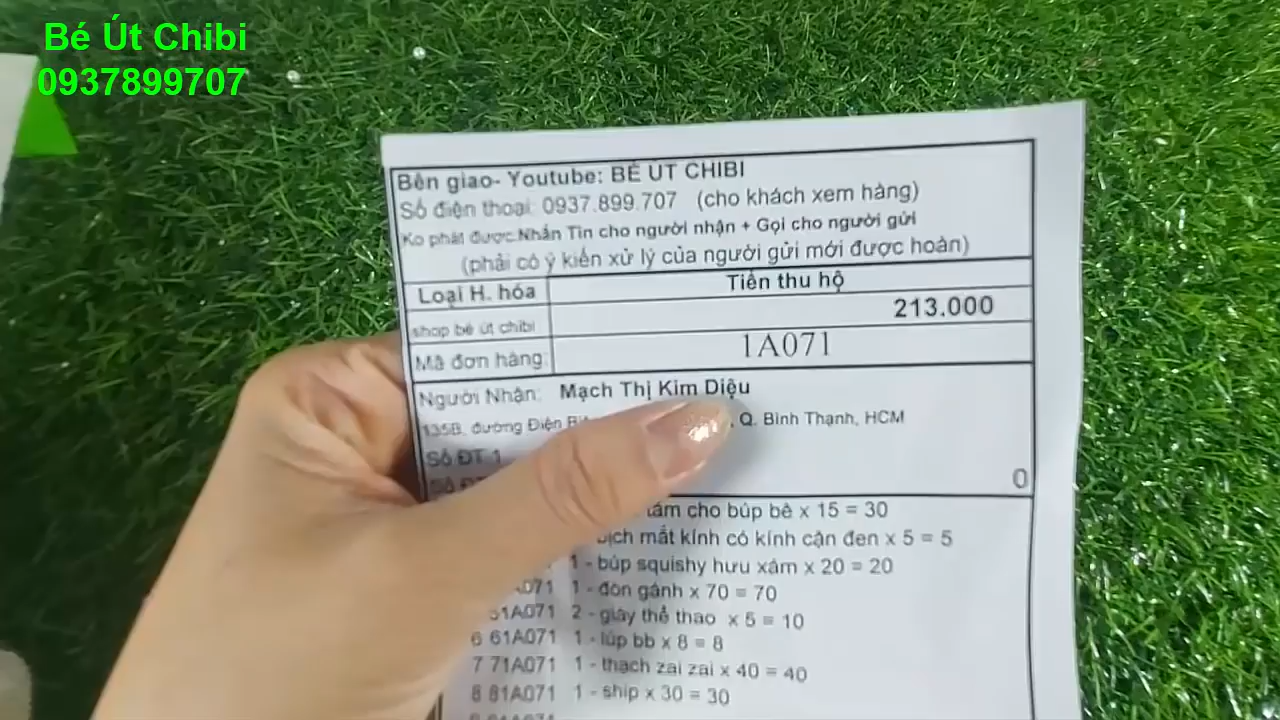 Bé Út Chibi
0937899707
Bên giao- Youtube: BÉ ÚT CHIBI
Số điện thoại: 0937.899.707 (cho khách xem hàng)
Ko phát được:Nhắn Tin cho người nhận + Gọi cho người gửi
(phải có ý kiến xử lý của người gửi mới được hoàn)
Loại H. hóa Tiền thu hộ
shop bé út chibi 213.000
Mã đơn hàng: 1A071
Người Nhận: Mạch Thị Kim Diệu
135B, đường Điện , Q. Bình Thạnh, HCM
Số ĐT 1
Số 0
tắm cho búp bê x 15 = 30
bịch mắt kính có kính cận đen x 5 = 5
1 - búp squishy hưu xám x 20 = 20
071 1 - đòn gánh x 70 = 70
51A071 2 - giày thể thao x 5 = 10
6 61A071 1 - lúp bb x 8 = 8
7 71A071 1 - thạch zai zai x 40 = 40
8 81A071 1 - ship x 30 = 30